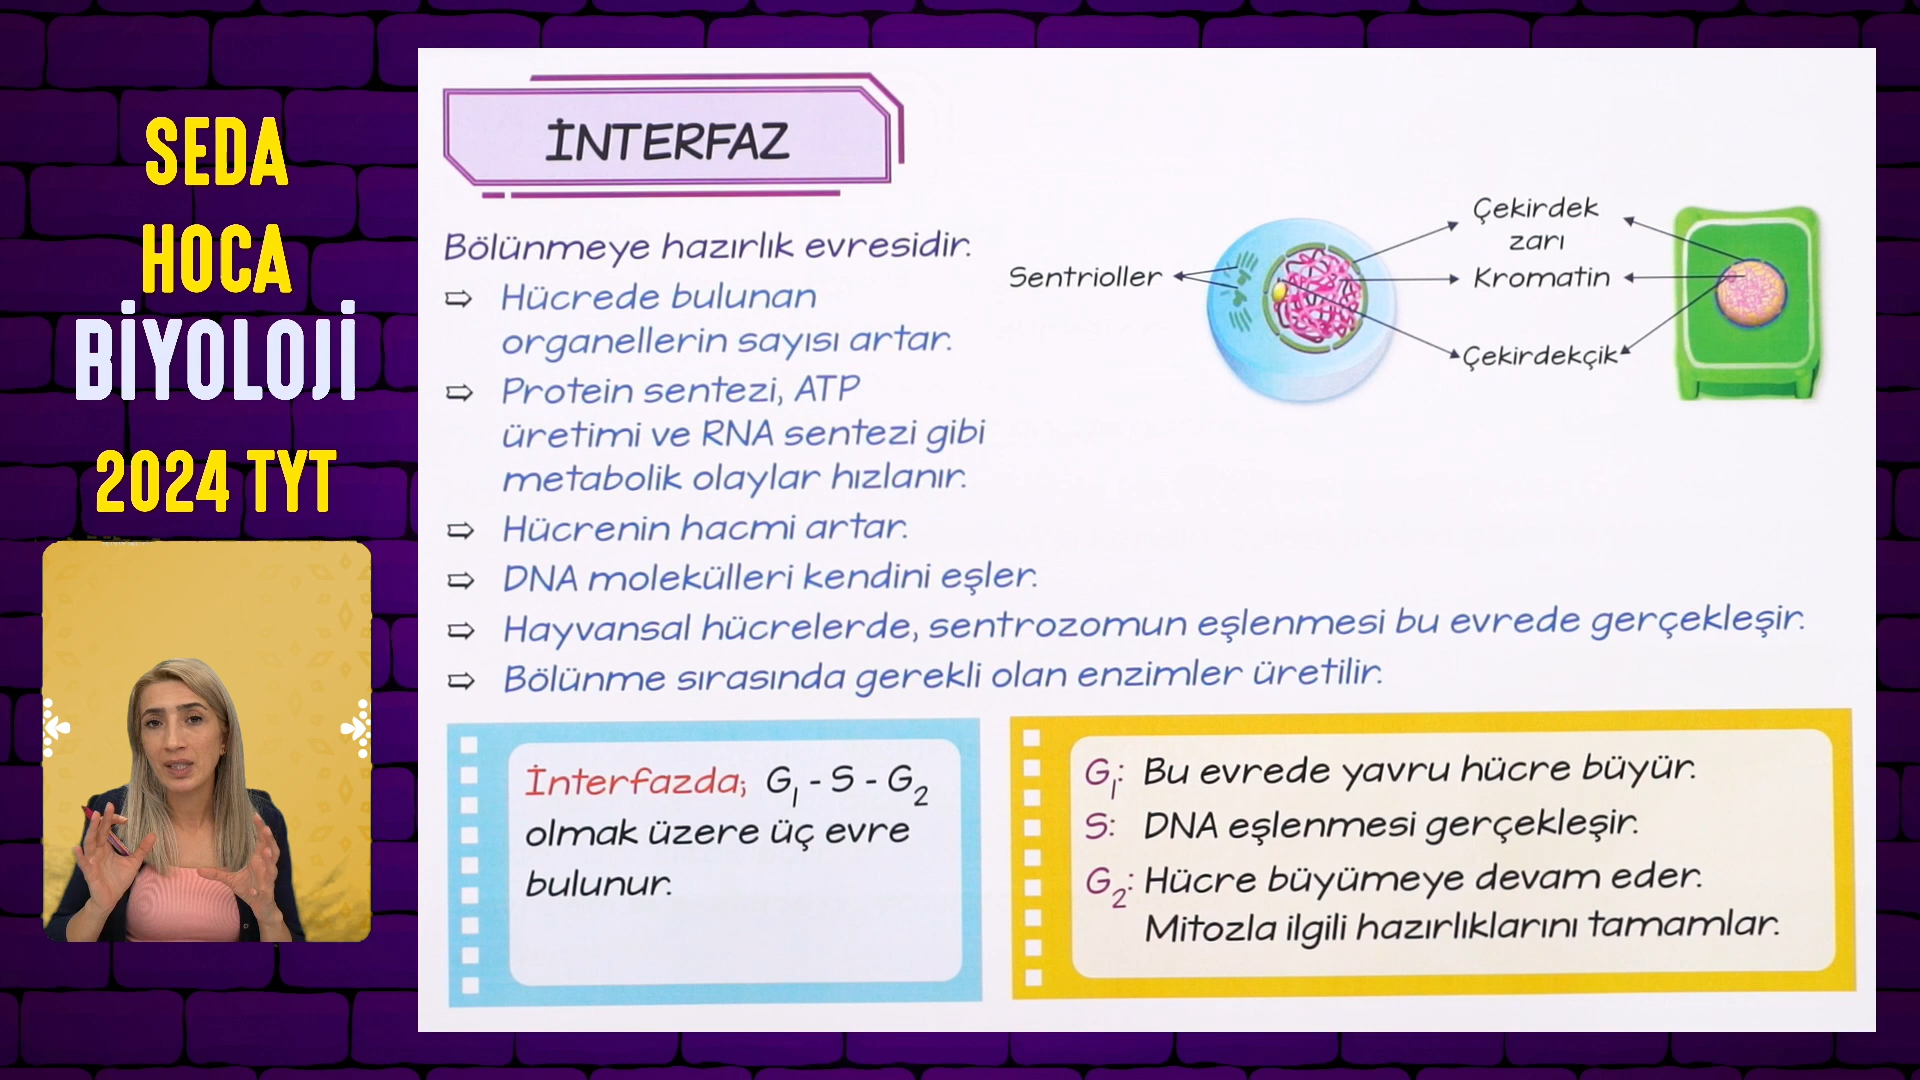 SEDA
HOCA
BİYOLOJİ
2024 TYT
İNTERFAZ
Bölünmeye hazırlık evresidir.
⇨ Hücrede bulunan
organellerin sayısı artar.
⇨ Protein sentezi, ATP
üretimi ve RNA sentezi gibi
metabolik olaylar hızlanır.
⇨ Hücrenin hacmi artar.
⇨ DNA molekülleri kendini eşler.
⇨ Hayvansal hücrelerde, sentrozomun eşlenmesi bu evrede gerçekleşir.
⇨ Bölünme sırasında gerekli olan enzimler üretilir.
Sentrioller
Çekirdek
zarı
Kromatin
Çekirdekçik
İnterfazda; G₁ - S - G₂
olmak üzere üç evre
bulunur.
G₁: Bu evrede yavru hücre büyür.
S: DNA eşlenmesi gerçekleşir.
G₂: Hücre büyümeye devam eder.
Mitozla ilgili hazırlıklarını tamamlar.